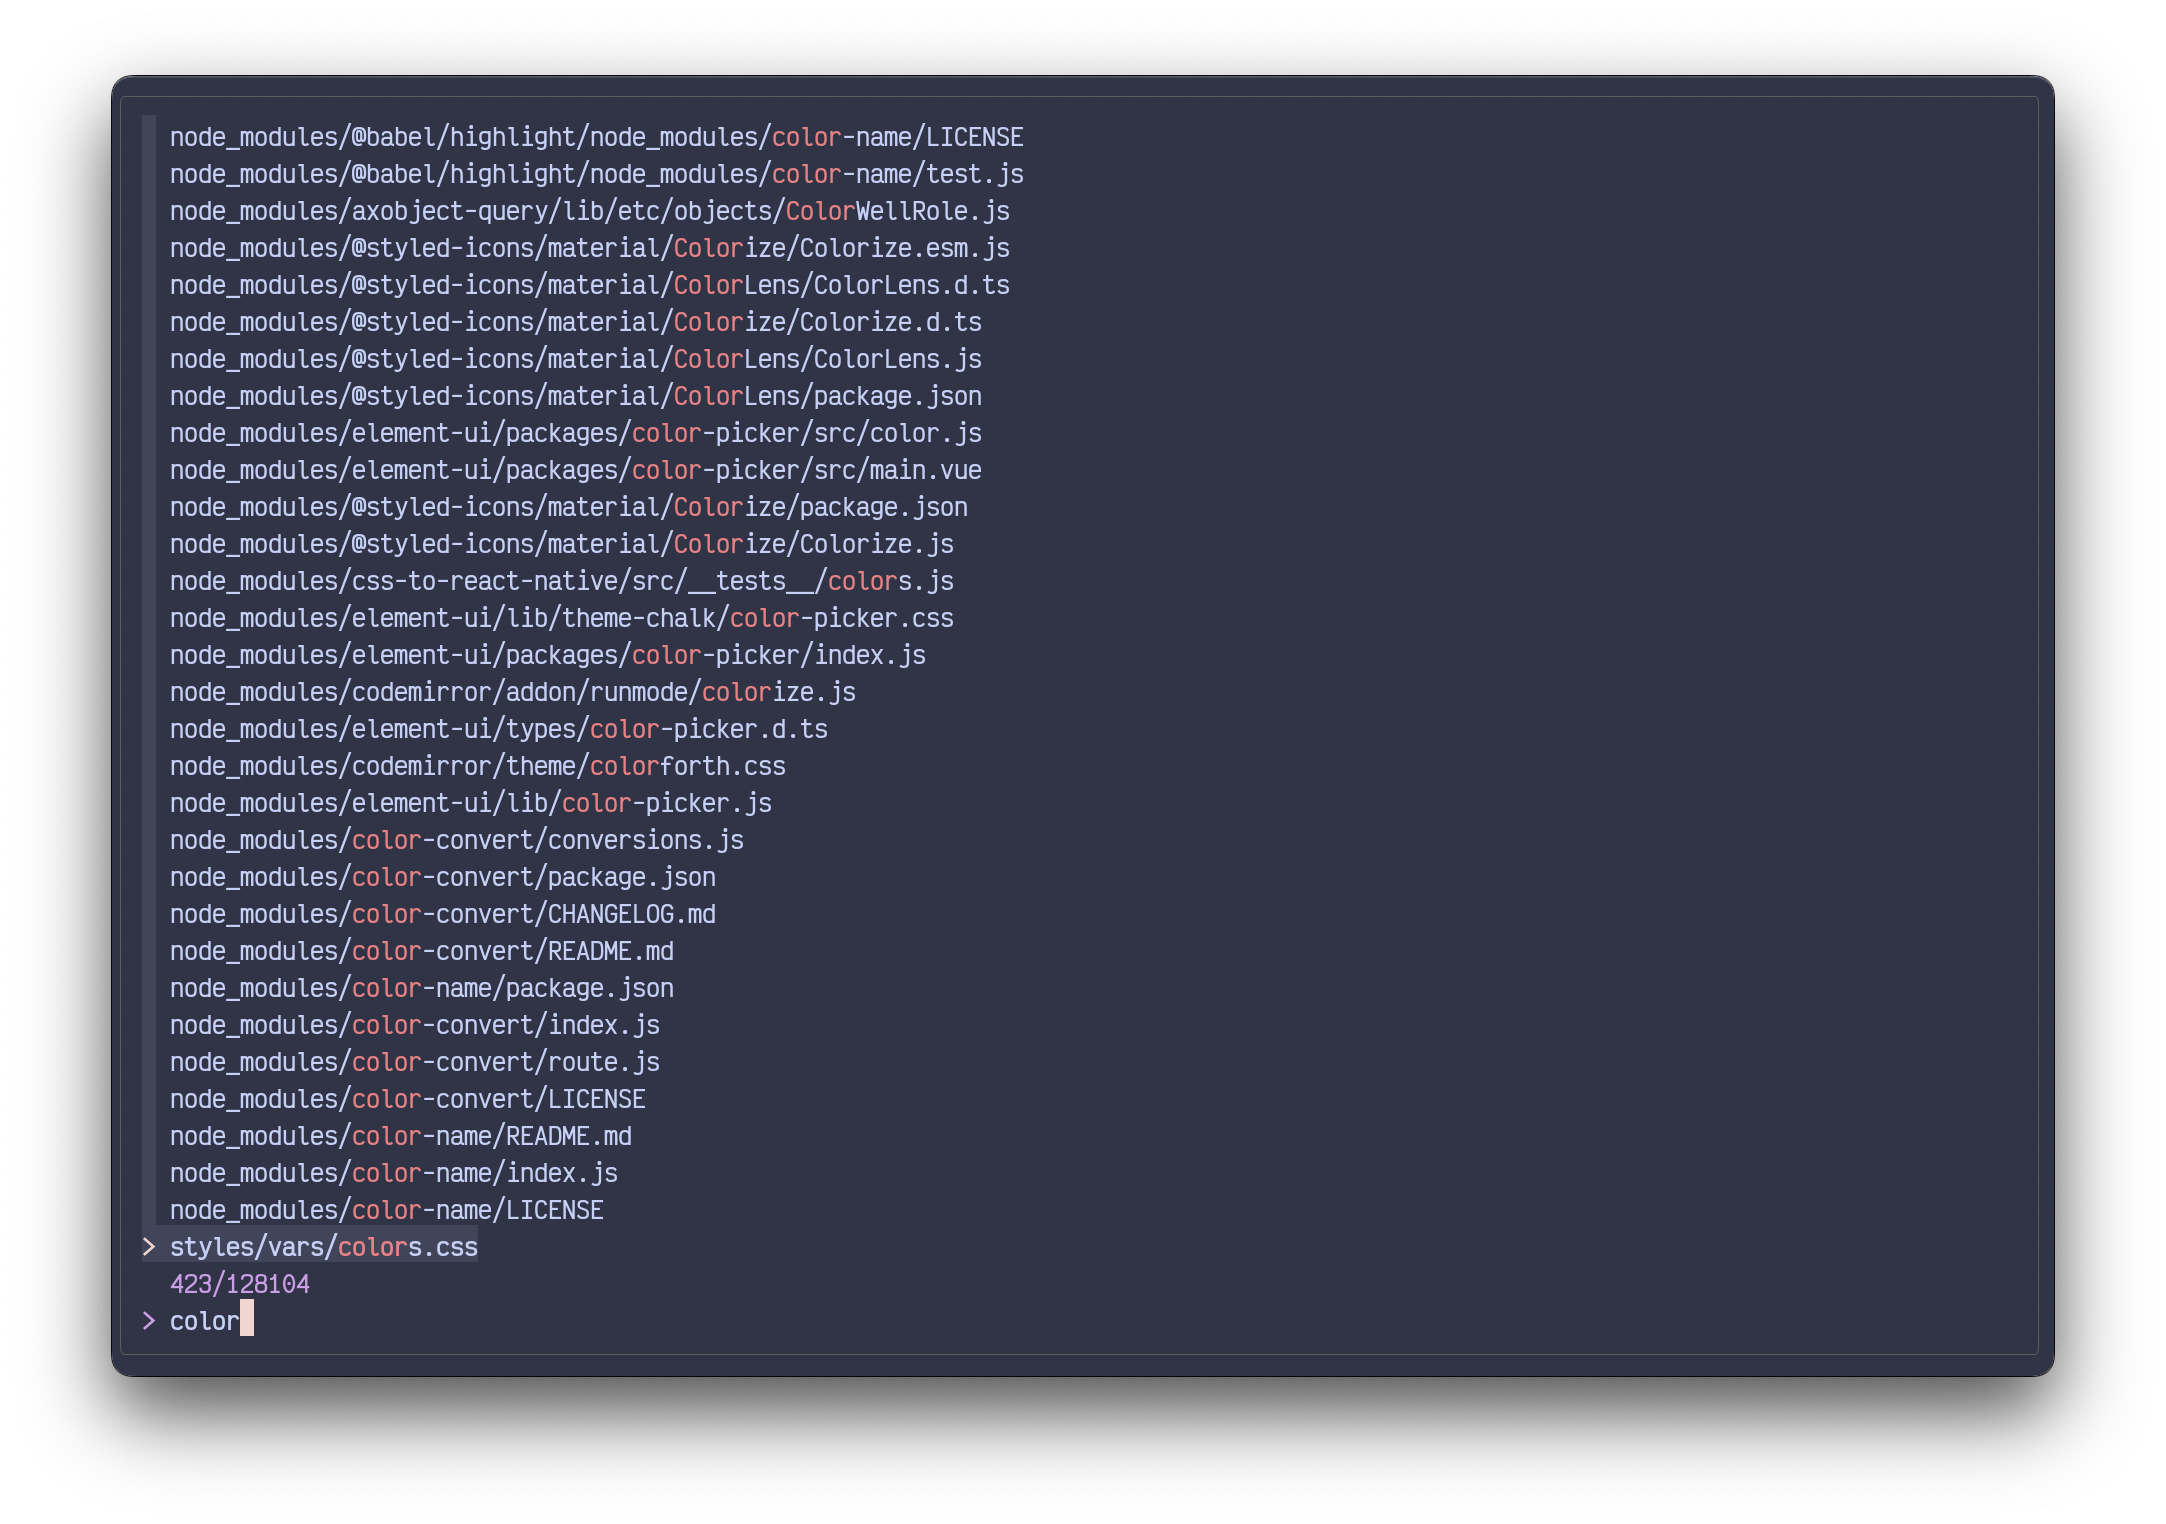 node_modules/@babel/highlight/node_modules/color-name/LICENSE
node_modules/@babel/highlight/node_modules/color-name/test.js
node_modules/axobject-query/lib/etc/objects/ColorWellRole.js
node_modules/@styled-icons/material/Colorize/Colorize.esm.js
node_modules/@styled-icons/material/ColorLens/ColorLens.d.ts
node_modules/@styled-icons/material/Colorize/Colorize.d.ts
node_modules/@styled-icons/material/ColorLens/ColorLens.js
node_modules/@styled-icons/material/ColorLens/package.json
node_modules/element-ui/packages/color-picker/src/color.js
node_modules/element-ui/packages/color-picker/src/main.vue
node_modules/@styled-icons/material/Colorize/package.json
node_modules/@styled-icons/material/Colorize/Colorize.js
node_modules/css-to-react-native/src/__tests__/colors.js
node_modules/element-ui/lib/theme-chalk/color-picker.css
node_modules/element-ui/packages/color-picker/index.js
node_modules/codemirror/addon/runmode/colorize.js
node_modules/element-ui/types/color-picker.d.ts
node_modules/codemirror/theme/colorforth.css
node_modules/element-ui/lib/color-picker.js
node_modules/color-convert/conversions.js
node_modules/color-convert/package.json
node_modules/color-convert/CHANGELOG.md
node_modules/color-convert/README.md
node_modules/color-name/package.json
node_modules/color-convert/index.js
node_modules/color-convert/route.js
node_modules/color-convert/LICENSE
node_modules/color-name/README.md
node_modules/color-name/index.js
node_modules/color-name/LICENSE
> styles/vars/colors.css
423/128104
> color